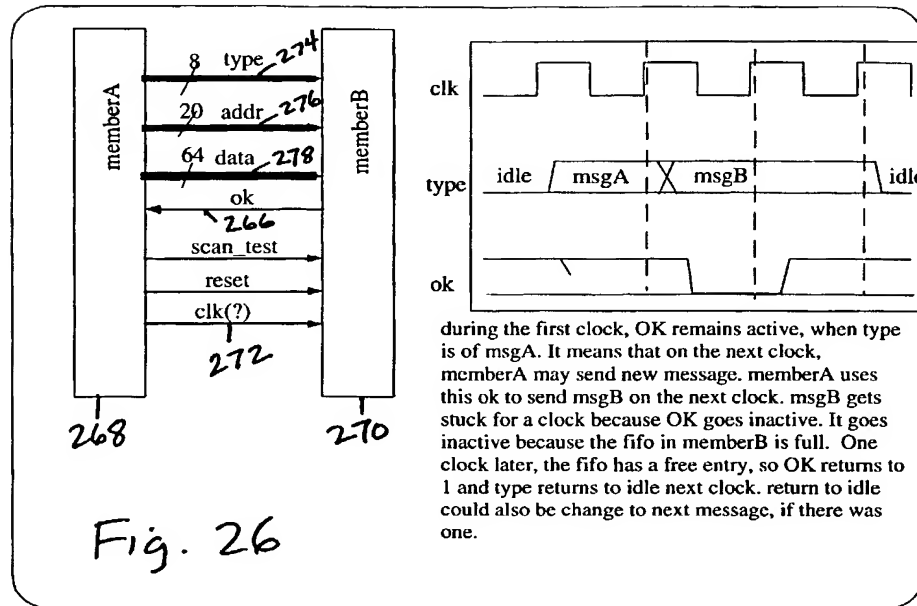 8 type 274
20 addr 276
64 data 278
ok
266
scan_test
reset
clk(?)
272
memberA
memberB
268
270
Fig. 26
clk
type
idle
msgA
msgB
idle
ok
during the first clock, OK remains active, when type
is of msgA. It means that on the next clock,
memberA may send new message. memberA uses
this ok to send msgB on the next clock. msgB gets
stuck for a clock because OK goes inactive. It goes
inactive because the fifo in memberB is full. One
clock later, the fifo has a free entry, so OK returns to
1 and type returns to idle next clock. return to idle
could also be change to next message, if there was
one.